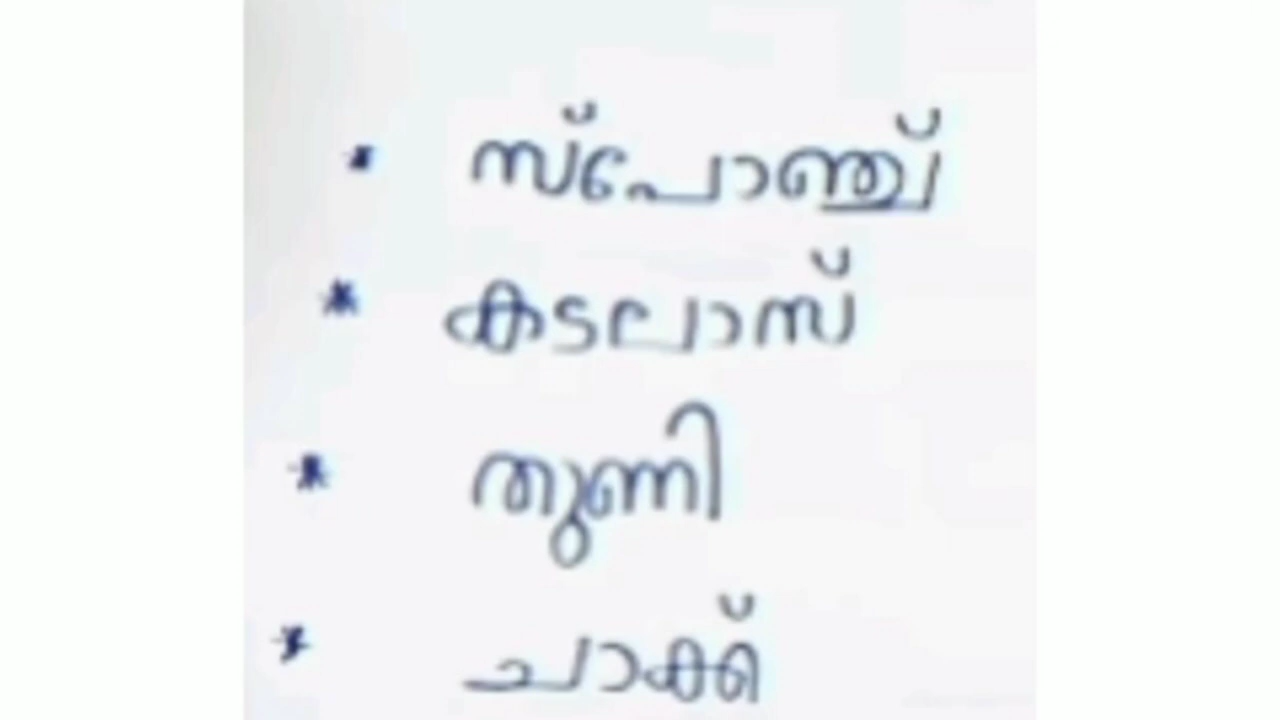 * സ്പോഞ്ച്
* കടലാസ്
* തുണി
* ചാക്ക്